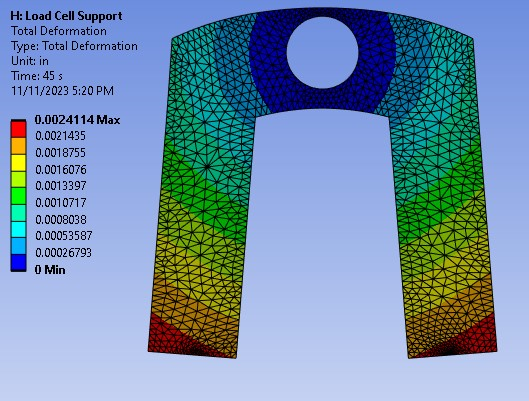 H: Load Cell Support
Total Deformation
Type: Total Deformation
Unit: in
Time: 45 s
11/11/2023 5:20 PM
0.0024114 Max
0.0021435
0.0018755
0.0016076
0.0013397
0.0010717
0.0008038
0.00053587
0.00026793
0 Min